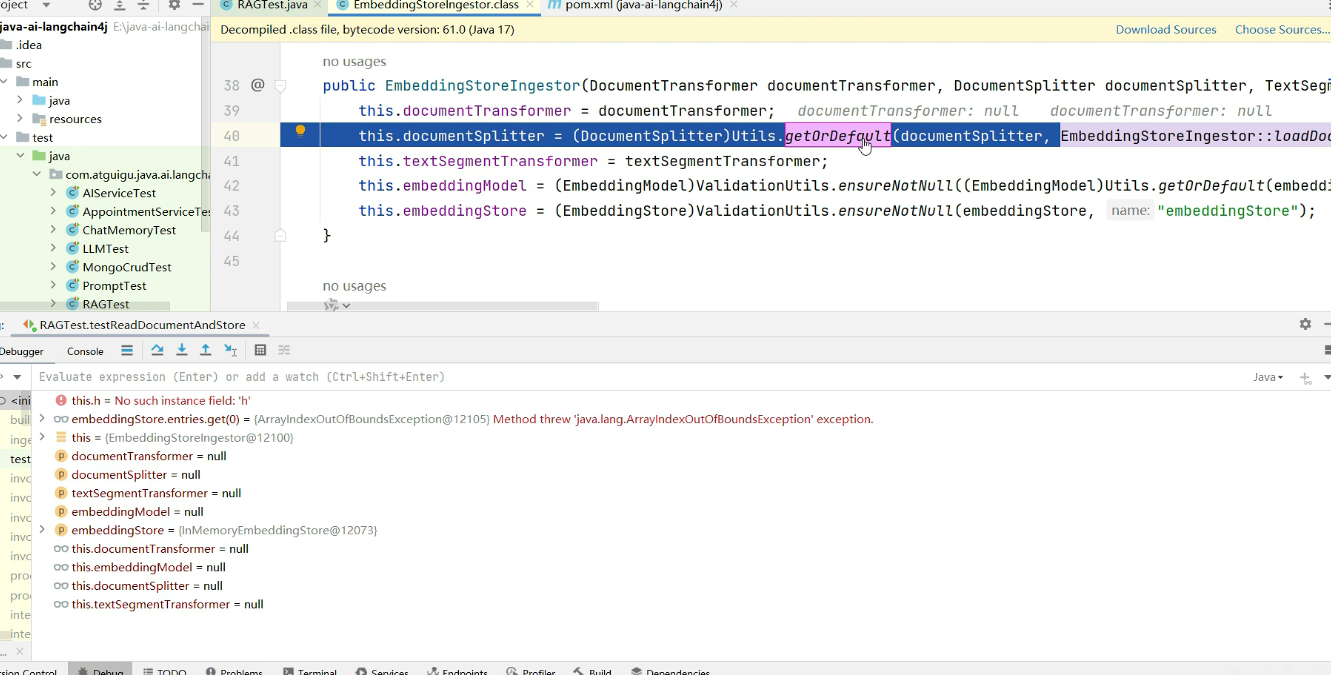 oject
RAGTest.java
EmbeddingStoreIngestor.class
pom.xml (java-ai-langchain4j)
java-ai-langchain4j E:\java-ai-langchain
.idea
src
main
java
resources
test
java
com.atguigu.java.ai.langcha
AIServiceTest
AppointmentServiceTes
ChatMemoryTest
LLMTest
MongoCrudTest
PromptTest
RAGTest
Decompiled .class file, bytecode version: 61.0 (Java 17)
Download Sources
Choose Sources...
no usages
38 @ public EmbeddingStoreIngestor(DocumentTransformer documentTransformer, DocumentSplitter documentSplitter, TextSegm
39 this.documentTransformer = documentTransformer; documentTransformer: null documentTransformer: null
40 this.documentSplitter = (DocumentSplitter)Utils.getOrDefault(documentSplitter, EmbeddingStoreIngestor::loadDoc
41 this.textSegmentTransformer = textSegmentTransformer;
42 this.embeddingModel = (EmbeddingModel)ValidationUtils.ensureNotNull((EmbeddingModel)Utils.getOrDefault(embeddi
43 this.embeddingStore = (EmbeddingStore)ValidationUtils.ensureNotNull(embeddingStore, name: "embeddingStore");
44 }
45
no usages
RAGTest.testReadDocumentAndStore
Debugger
Console
Evaluate expression (Enter) or add a watch (Ctrl+Shift+Enter)
Java
<ini
buil
inge
test
invo
invo
invo
invo
invo
pro
pro
inte
inte
...
this.h = No such instance field: 'h'
embeddingStore.entries.get(0) = {ArrayIndexOutOfBoundsException@12105} Method threw 'java.lang.ArrayIndexOutOfBoundsException' exception.
this = {EmbeddingStoreIngestor@12100}
documentTransformer = null
documentSplitter = null
textSegmentTransformer = null
embeddingModel = null
embeddingStore = {InMemoryEmbeddingStore@12073}
this.documentTransformer = null
this.embeddingModel = null
this.documentSplitter = null
this.textSegmentTransformer = null
rsion Control
Debug
TODO
Problems
Terminal
Services
Endpoints
Profiler
Build
Dependencies